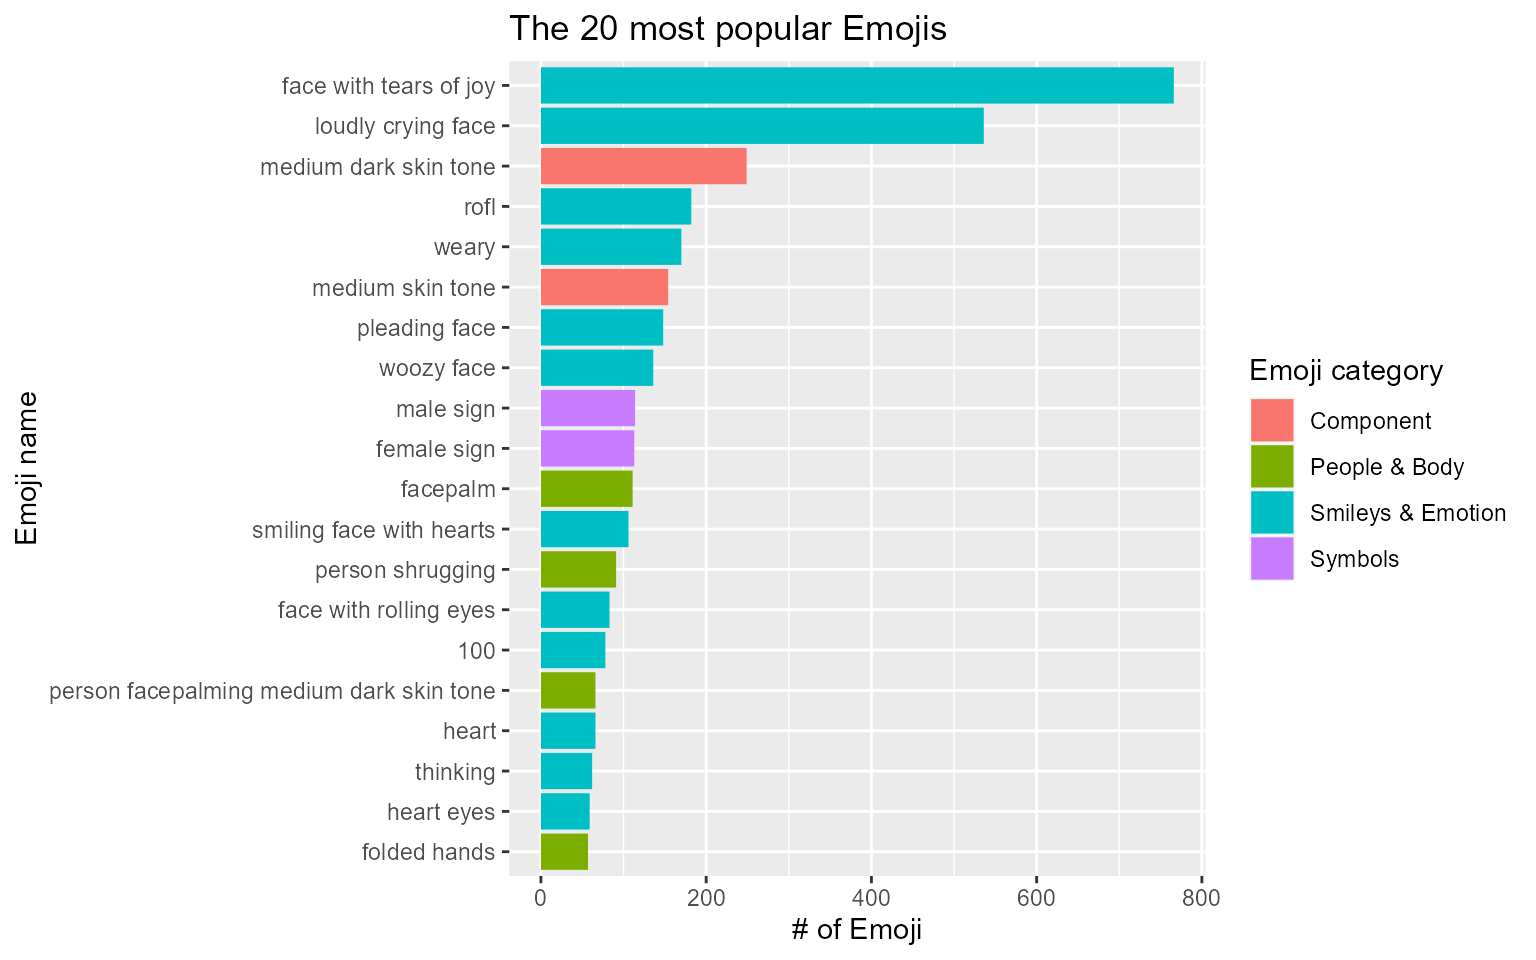 The 20 most popular Emojis
Emoji name
face with tears of joy
loudly crying face
medium dark skin tone
rofl
weary
medium skin tone
pleading face
woozy face
male sign
female sign
facepalm
smiling face with hearts
person shrugging
face with rolling eyes
100
person facepalming medium dark skin tone
heart
thinking
heart eyes
folded hands
0 200 400 600 800
# of Emoji
Emoji category
Component
People & Body
Smileys & Emotion
Symbols